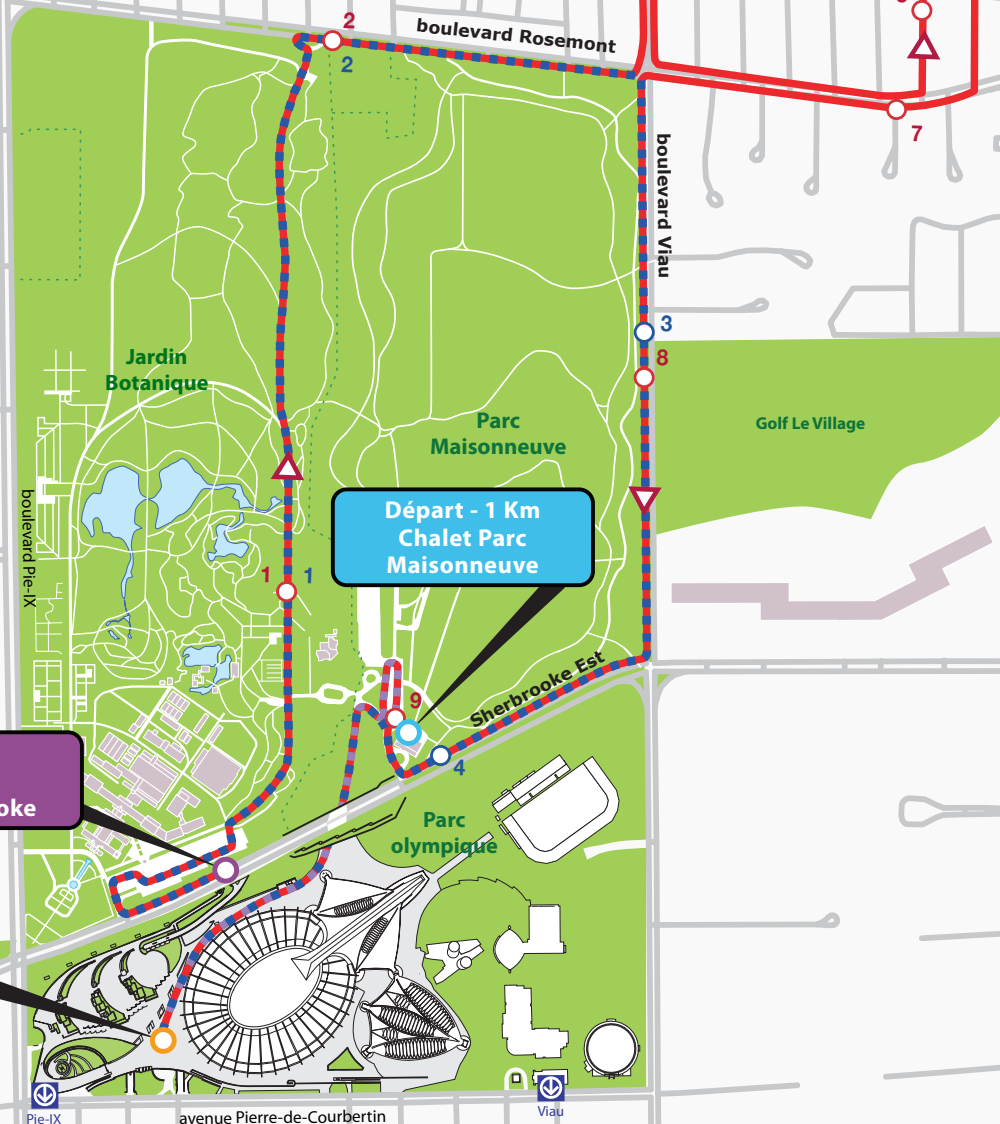 2
boulevard Rosemont
2
7
boulevard Viau
3
8
Jardin
Botanique
Parc
Maisonneuve
Golf Le Village
boulevard Pie-IX
Départ - 1 Km
Chalet Parc
Maisonneuve
1
1
Sherbrooke Est
9
4
oke
Parc
olympique
Pie-IX
Viau
avenue Pierre-de-Courbertin